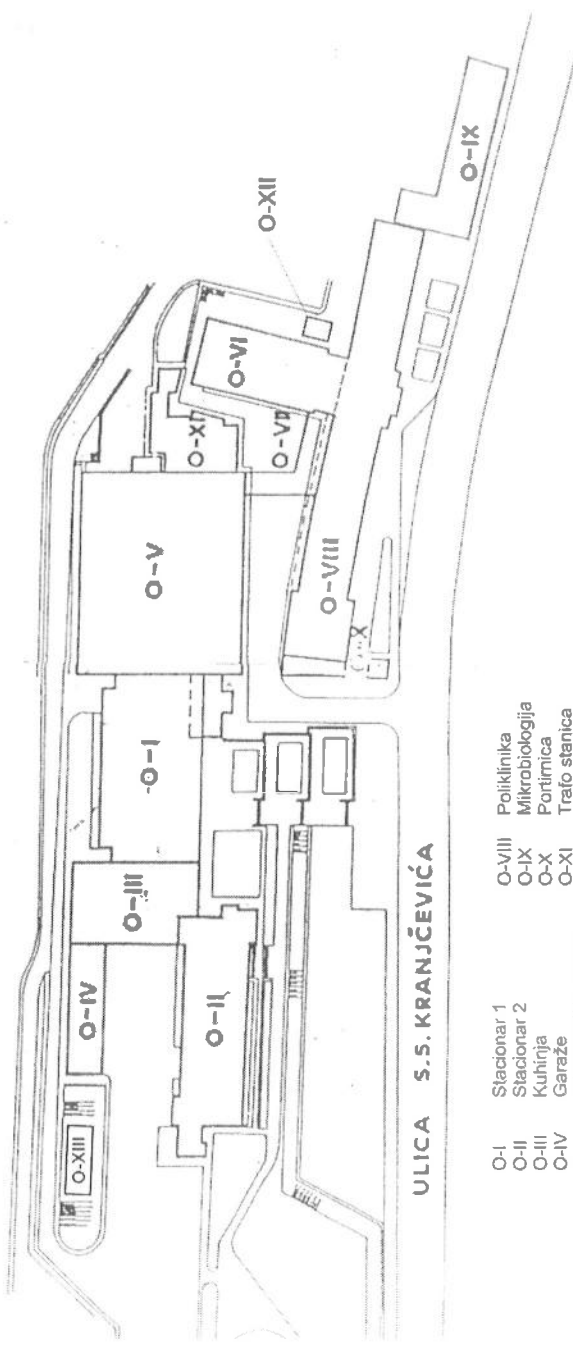 O-IX
O-XII
O-VI
O-XI
O-VII
O-V
O-VIII
O-X
O-I
O-III
O-IV
O-II
O-XIII
ULICA S.S. KRANJČEVIĆA
O-I Stacionar 1
O-II Stacionar 2
O-III Kuhinja
O-IV Garaže
O-VIII Poliklinika
O-IX Mikrobiologija
O-X Portirnica
O-XI Trafo stanica